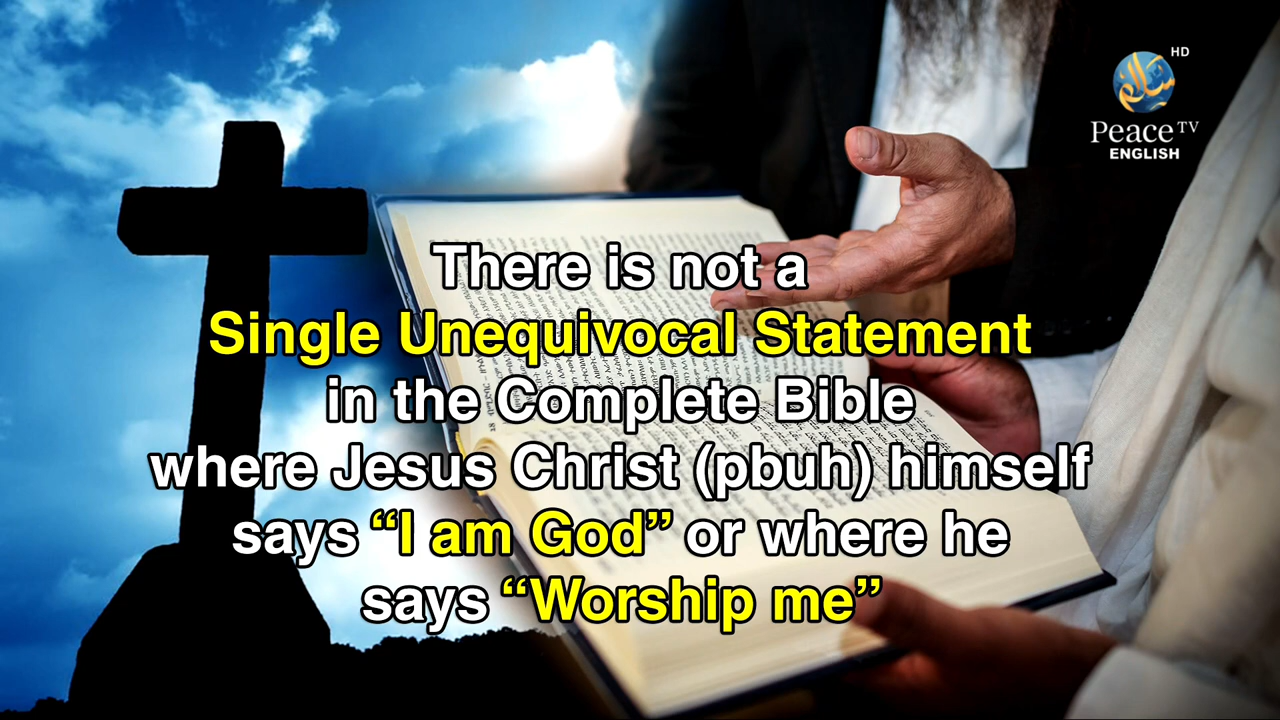 HD
سلام
Peace TV
ENGLISH
There is not a
Single Unequivocal Statement
in the Complete Bible
where Jesus Christ (pbuh) himself
says “I am God” or where he
says “Worship me”